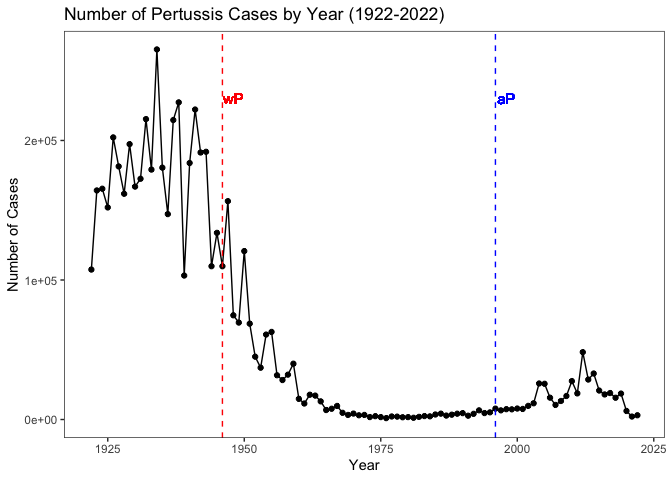 Number of Pertussis Cases by Year (1922-2022)
wP
aP
2e+05
1e+05
0e+00
Number of Cases
1925
1950
1975
2000
2025
Year